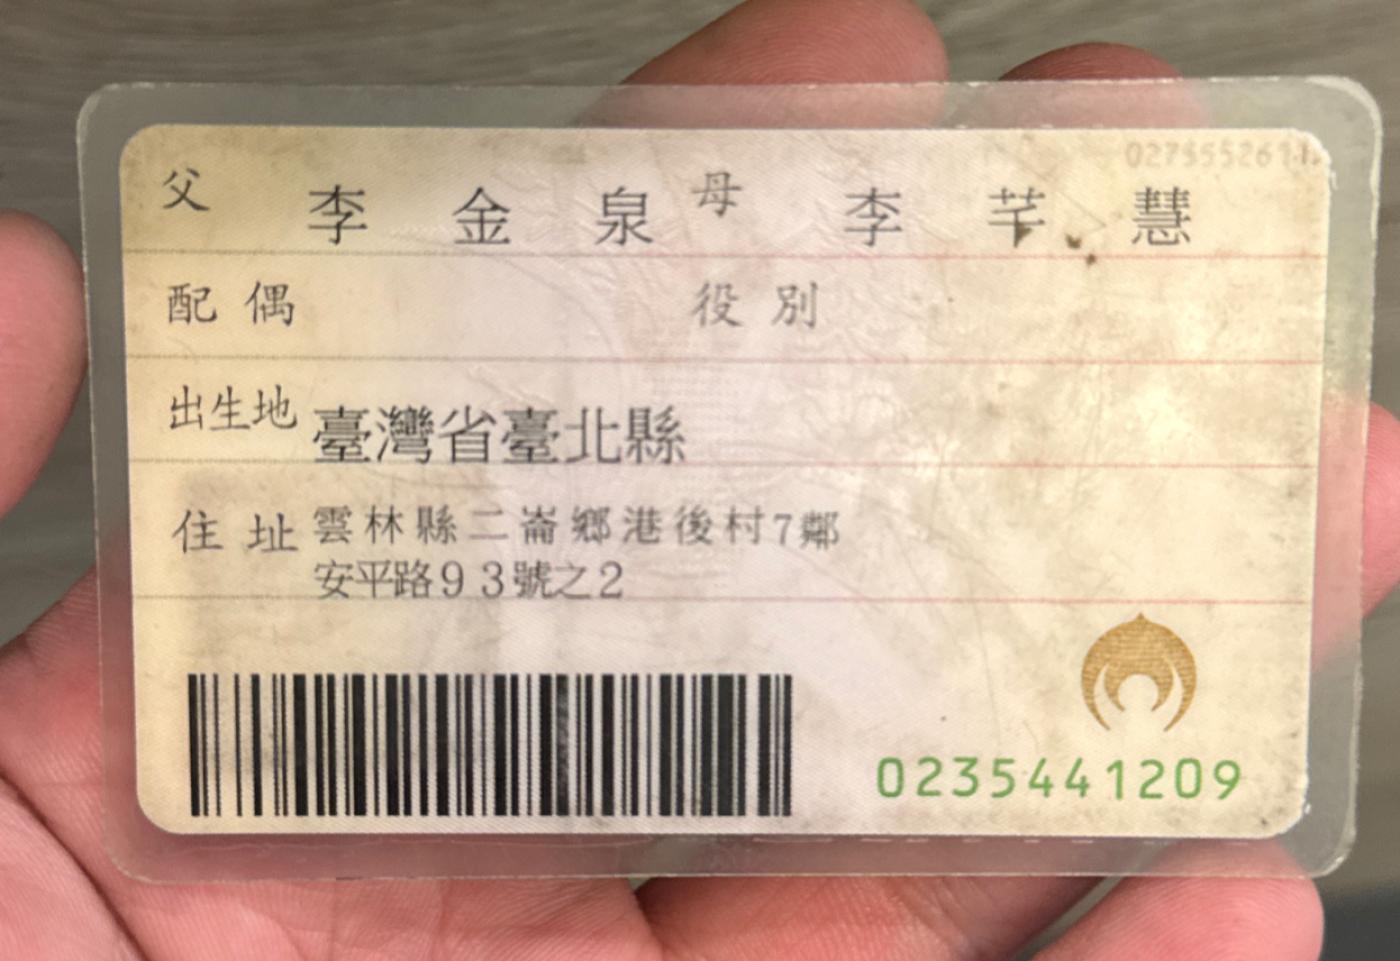 0275552611
父 李金泉 母 李芊慧
配偶 役別
出生地 臺灣省臺北縣
住址 雲林縣二崙鄉港後村7鄰
安平路93號之2
0235441209